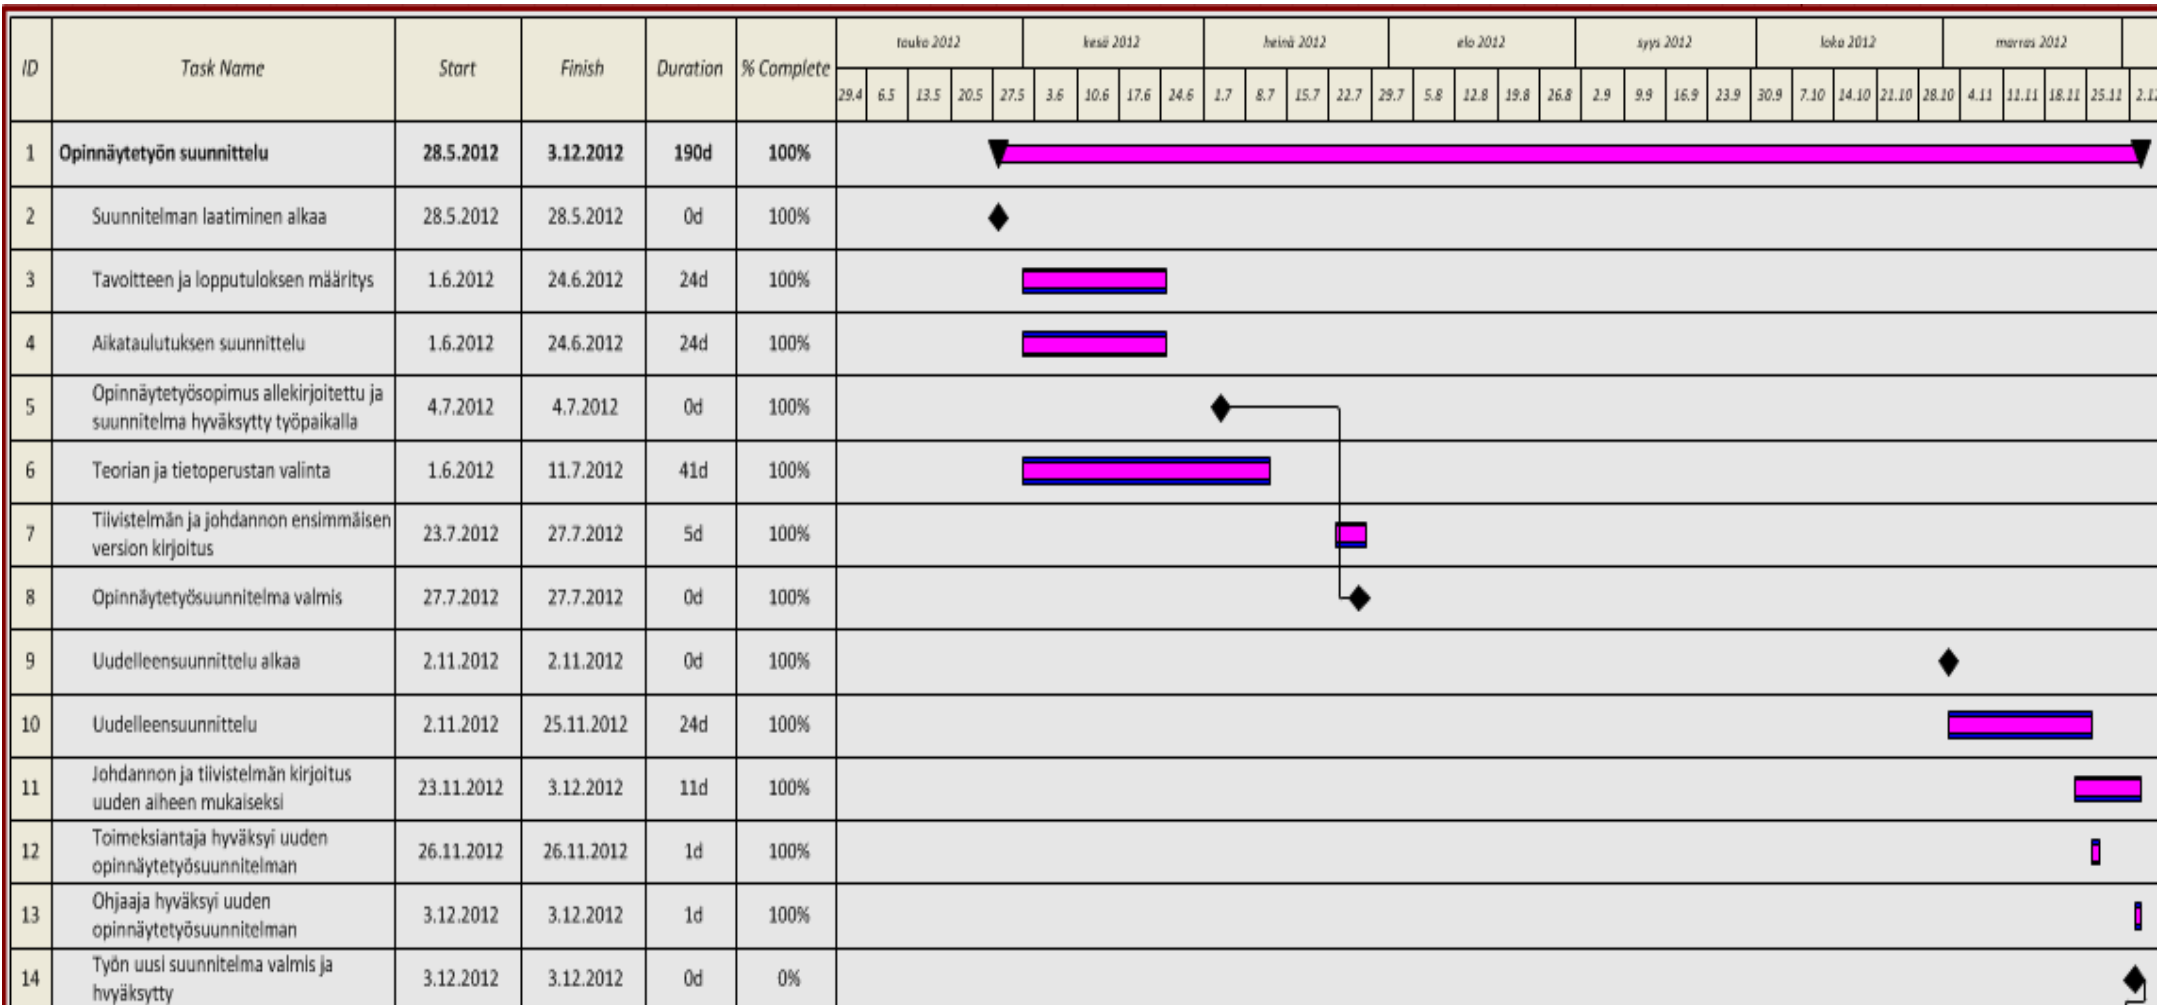 ID Task Name Start Finish Duration % Complete touko 2012 kesä 2012 heinä 2012 elo 2012 syys 2012 loka 2012 marras 2012
29.4 6.5 13.5 20.5 27.5 3.6 10.6 17.6 24.6 1.7 8.7 15.7 22.7 29.7 5.8 12.8 19.8 26.8 2.9 9.9 16.9 23.9 30.9 7.10 14.10 21.10 28.10 4.11 11.11 18.11 25.11
1 Opinnäytetyön suunnittelu 28.5.2012 3.12.2012 190d 100%
2 Suunnitelman laatiminen alkaa 28.5.2012 28.5.2012 0d 100%
3 Tavoitteen ja lopputuloksen määritys 1.6.2012 24.6.2012 24d 100%
4 Aikataulutuksen suunnittelu 1.6.2012 24.6.2012 24d 100%
5 Opinnäytetyösopimus allekirjoitettu ja
suunnitelma hyväksytty työpaikalla 4.7.2012 4.7.2012 0d 100%
6 Teorian ja tietoperustan valinta 1.6.2012 11.7.2012 41d 100%
7 Tiivistelmän ja johdannon ensimmäisen
version kirjoitus 23.7.2012 27.7.2012 5d 100%
8 Opinnäytetyösuunnitelma valmis 27.7.2012 27.7.2012 0d 100%
9 Uudelleensuunnittelu alkaa 2.11.2012 2.11.2012 0d 100%
10 Uudelleensuunnittelu 2.11.2012 25.11.2012 24d 100%
11 Johdannon ja tiivistelmän kirjoitus
uuden aiheen mukaiseksi 23.11.2012 3.12.2012 11d 100%
12 Toimeksiantaja hyväksyi uuden
opinnäytetyösuunnitelman 26.11.2012 26.11.2012 1d 100%
13 Ohjaaja hyväksyi uuden
opinnäytetyösuunnitelman 3.12.2012 3.12.2012 1d 100%
14 Työn uusi suunnitelma valmis ja
hvyäksytty 3.12.2012 3.12.2012 0d 0%